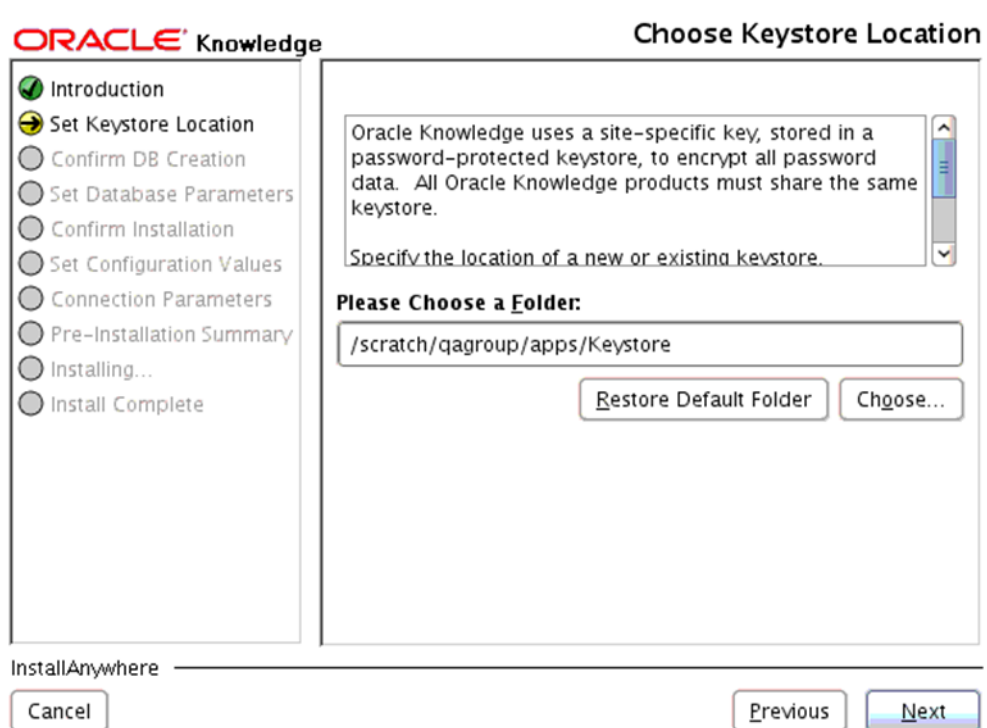 ORACLE Knowledge
Choose Keystore Location
Introduction
Set Keystore Location
Confirm DB Creation
Set Database Parameters
Confirm Installation
Set Configuration Values
Connection Parameters
Pre-Installation Summary
Installing...
Install Complete
Oracle Knowledge uses a site-specific key, stored in a
password-protected keystore, to encrypt all password
data. All Oracle Knowledge products must share the same
keystore.
Specify the location of a new or existing keystore.
Please Choose a Folder:
/scratch/qagroup/apps/Keystore
Restore Default Folder
Choose...
InstallAnywhere
Cancel
Previous
Next